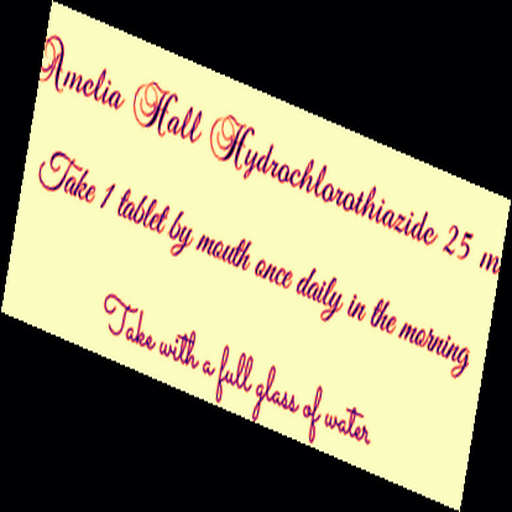 Amelia Hall Hydrochlorothiazide 25 m
Take 1 tablet by mouth once daily in the morning
Take with a full glass of water